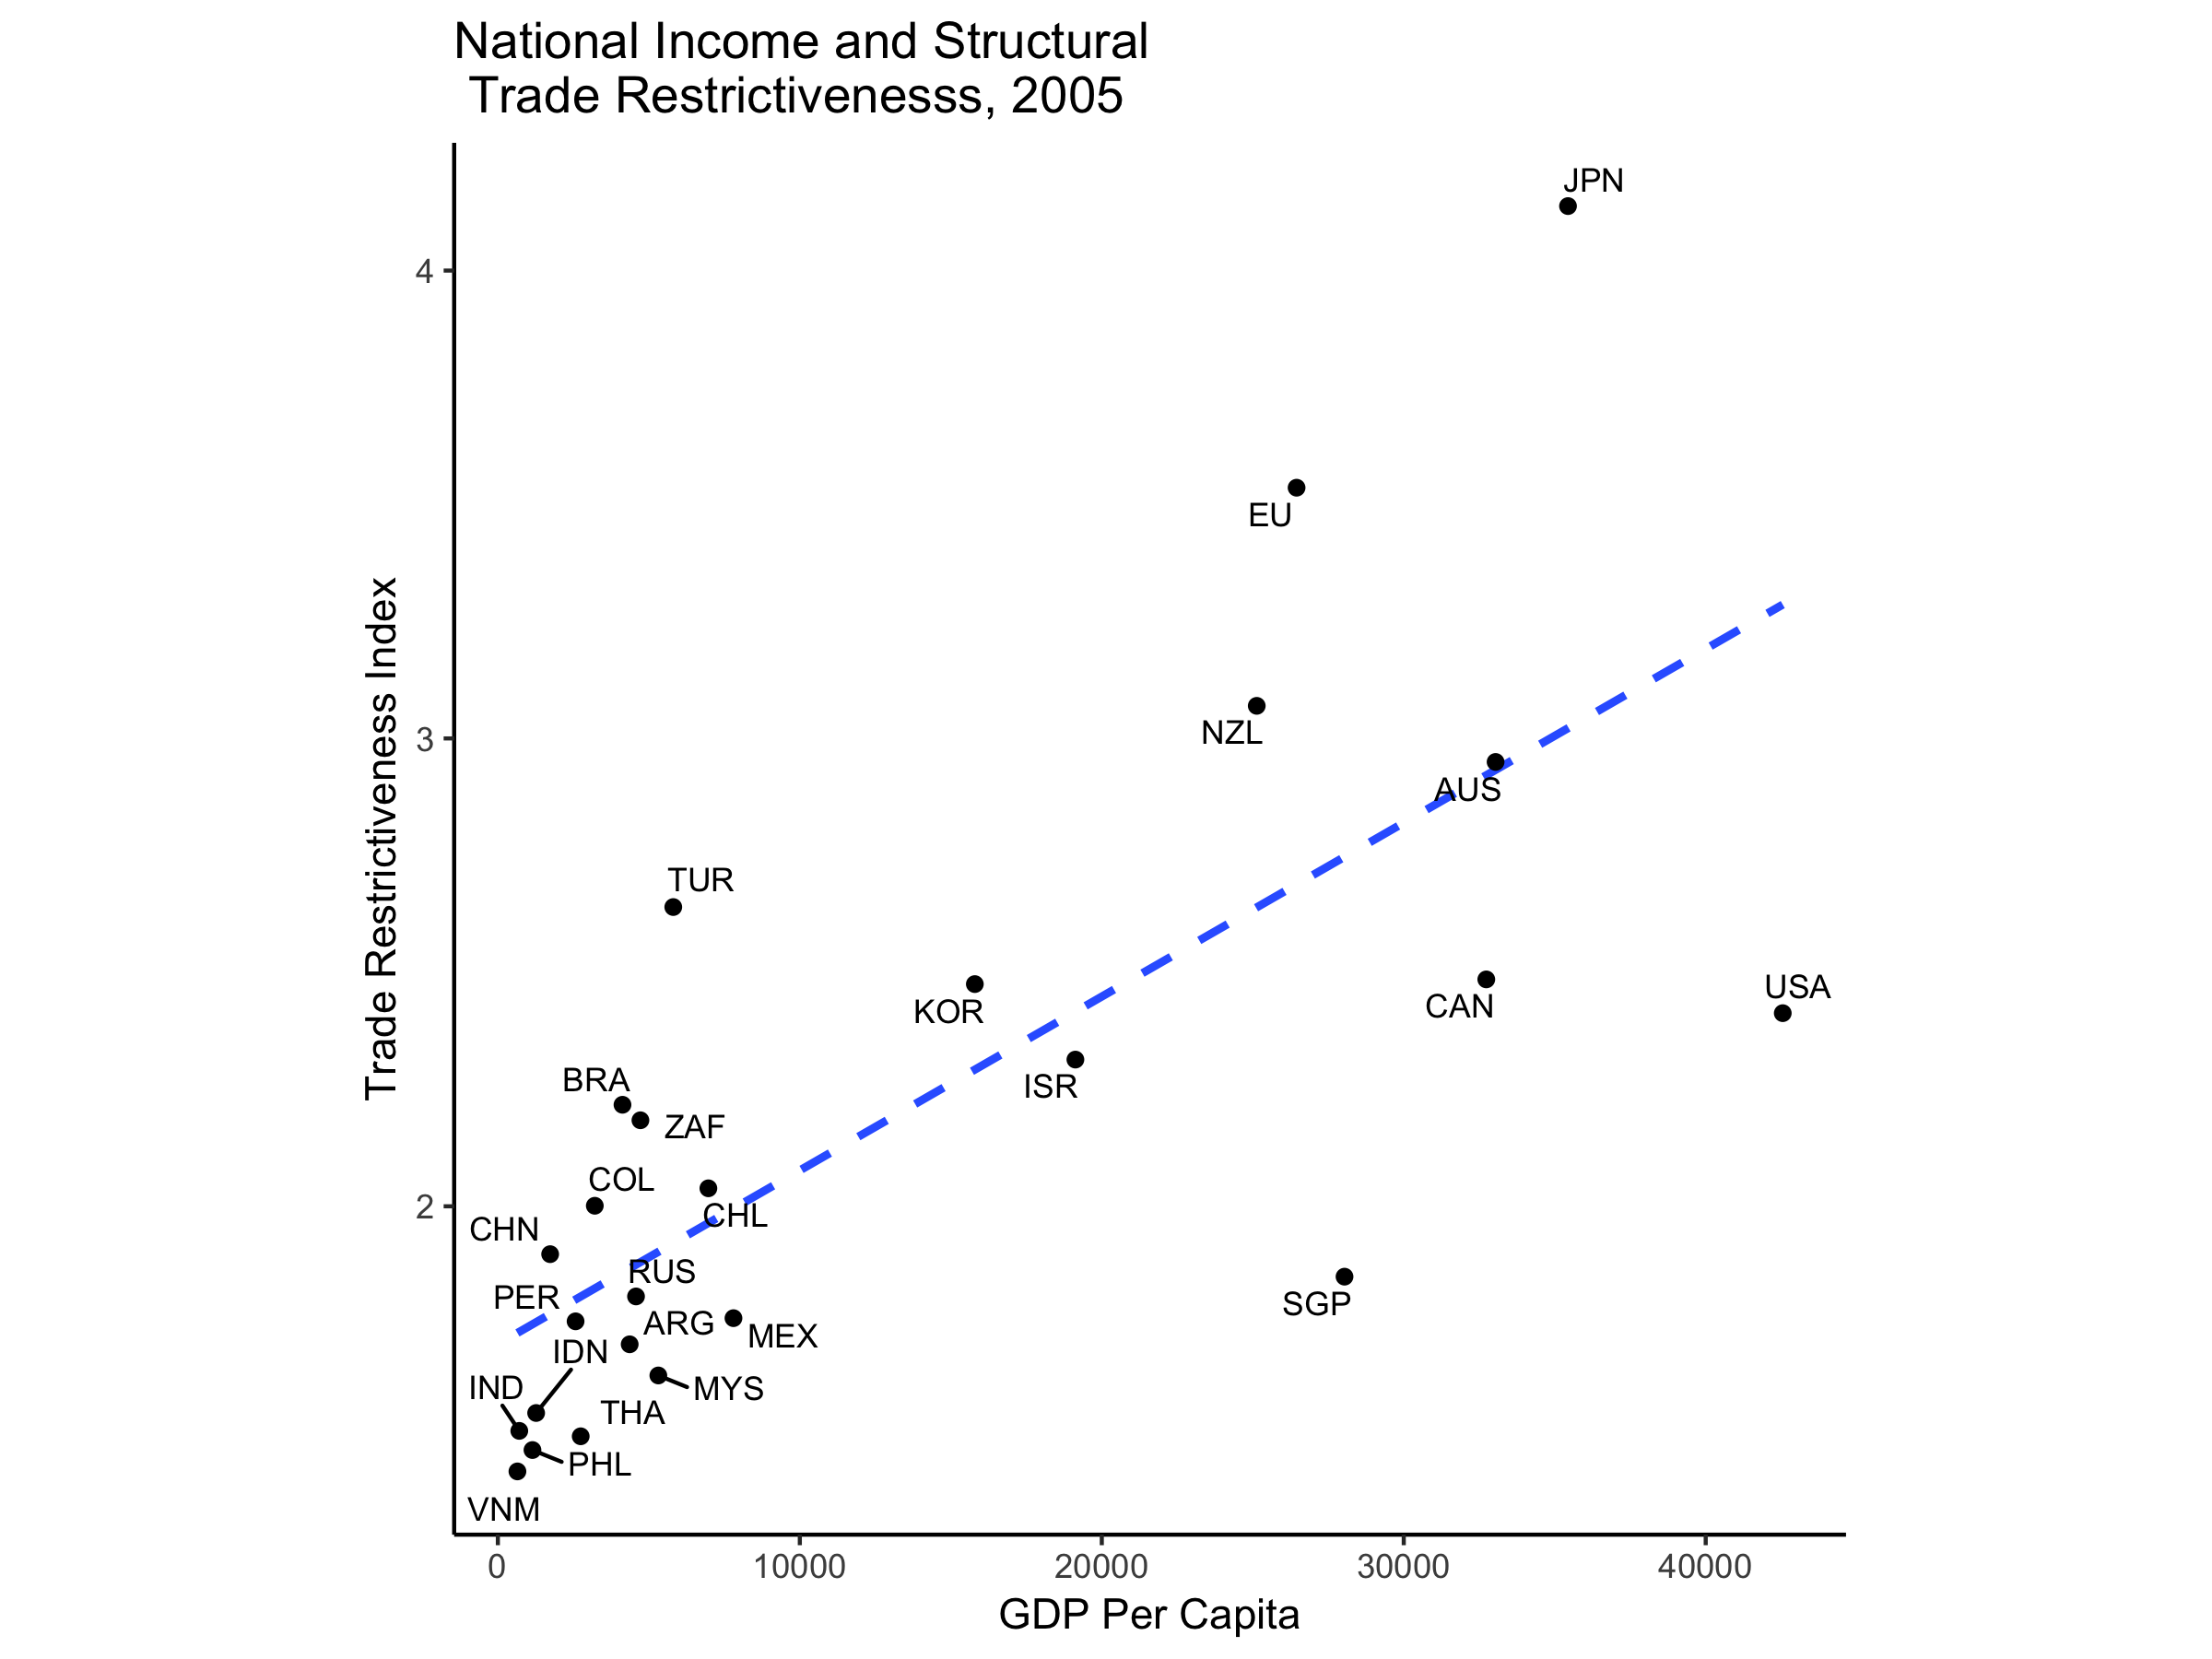 National Income and Structural
Trade Restrictivenesss, 2005
JPN
4
EU
NZL
3
AUS
TUR
USA
CAN
KOR
ISR
BRA
ZAF
COL
2
CHL
CHN
RUS
PER
SGP
ARG
MEX
IDN
IND
MYS
THA
PHL
VNM
0
10000
20000
30000
40000
GDP Per Capita
Trade Restrictiveness Index